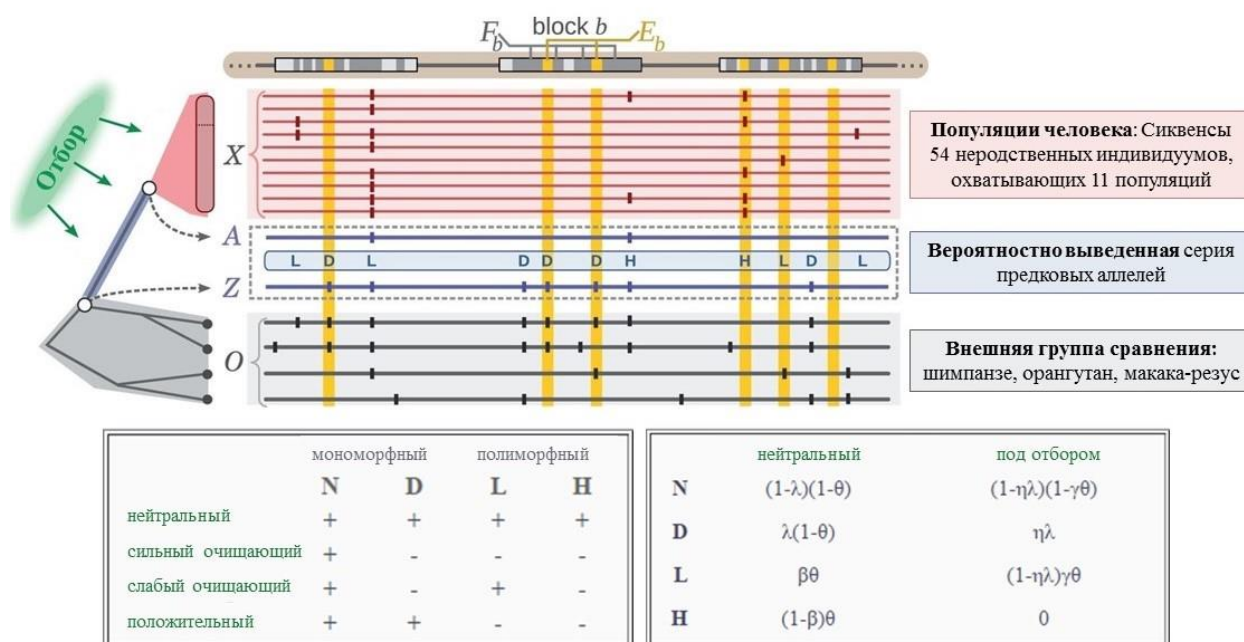 block b
F_b
E_b
Отбор
X
Популяции человека: Сиквенсы
54 неродственных индивидуумов,
охватывающих 11 популяций
A
L D L D D D H H L D L
Z
Вероятностно выведенная серия
предковых аллелей
O
Внешняя группа сравнения:
шимпанзе, орангутан, макака-резус
мономорфный полиморфный
N D L H
нейтральный + + + +
сильный очищающий + - - -
слабый очищающий + - + -
положительный + + - -
нейтральный под отбором
N (1-λ)(1-θ) (1-ηλ)(1-γθ)
D λ(1-θ) ηλ
L βθ (1-ηλ)γθ
H (1-β)θ 0